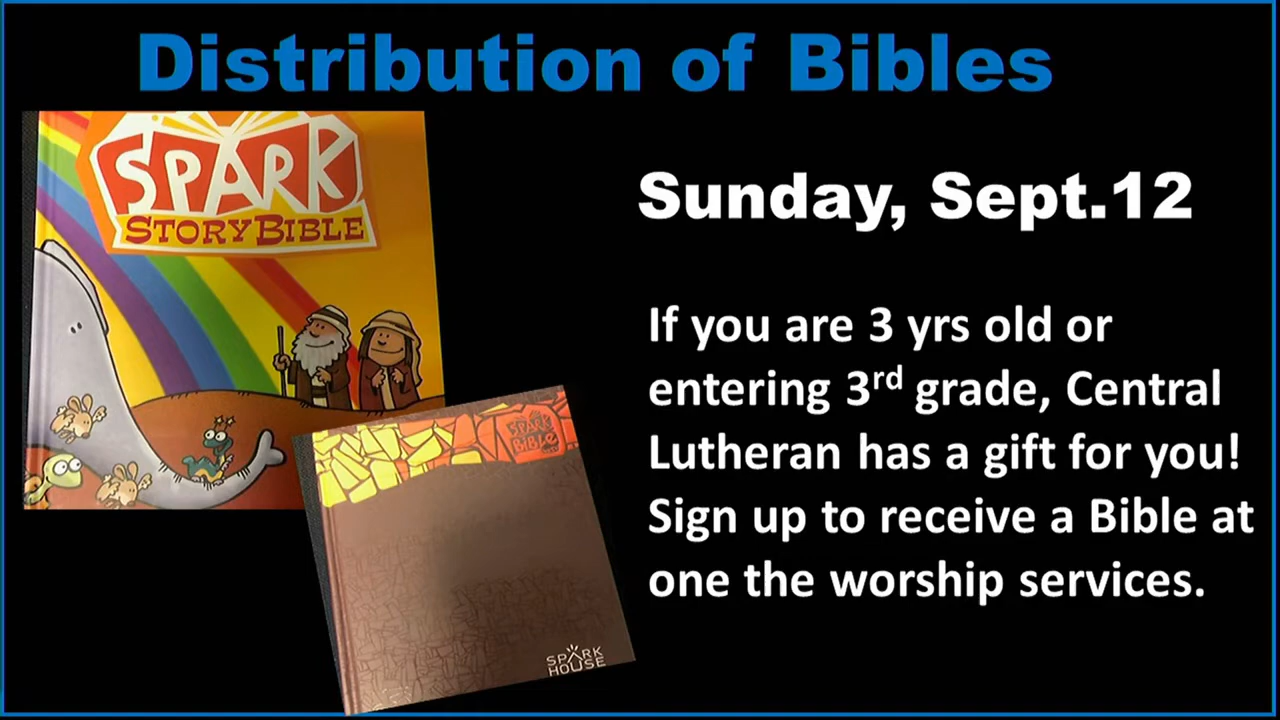 Distribution of Bibles
SPARK
STORY BIBLE
Sunday, Sept.12
If you are 3 yrs old or
entering 3rd grade, Central
Lutheran has a gift for you!
Sign up to receive a Bible at
one the worship services.
SPARK
BIBLE
SPARK
HOUSE